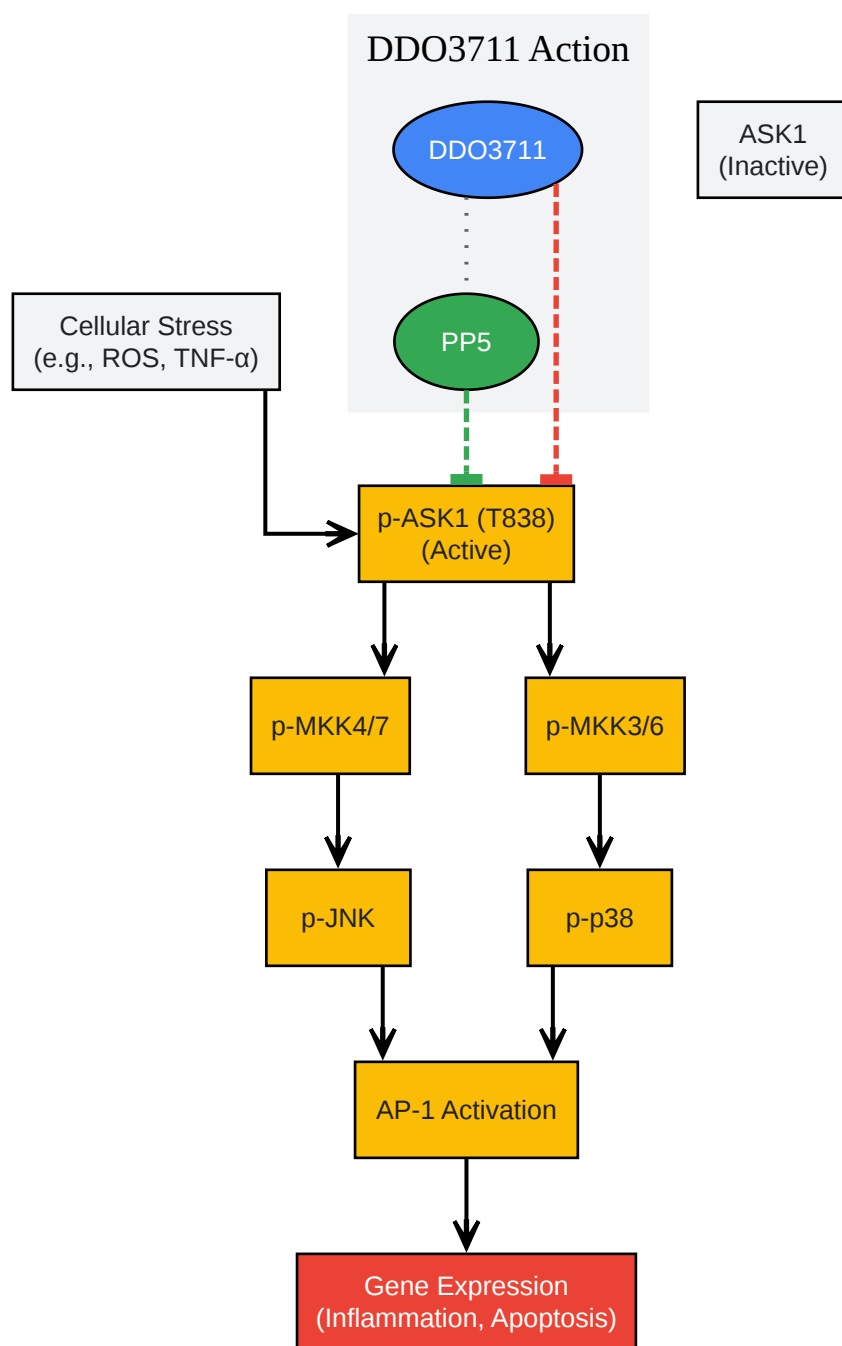 DDO3711 Action
DDO3711
ASK1
(Inactive)
Cellular Stress
(e.g., ROS, TNF-α)
PP5
p-ASK1 (T838)
(Active)
p-MKK4/7
p-MKK3/6
p-JNK
p-p38
AP-1 Activation
Gene Expression
(Inflammation, Apoptosis)